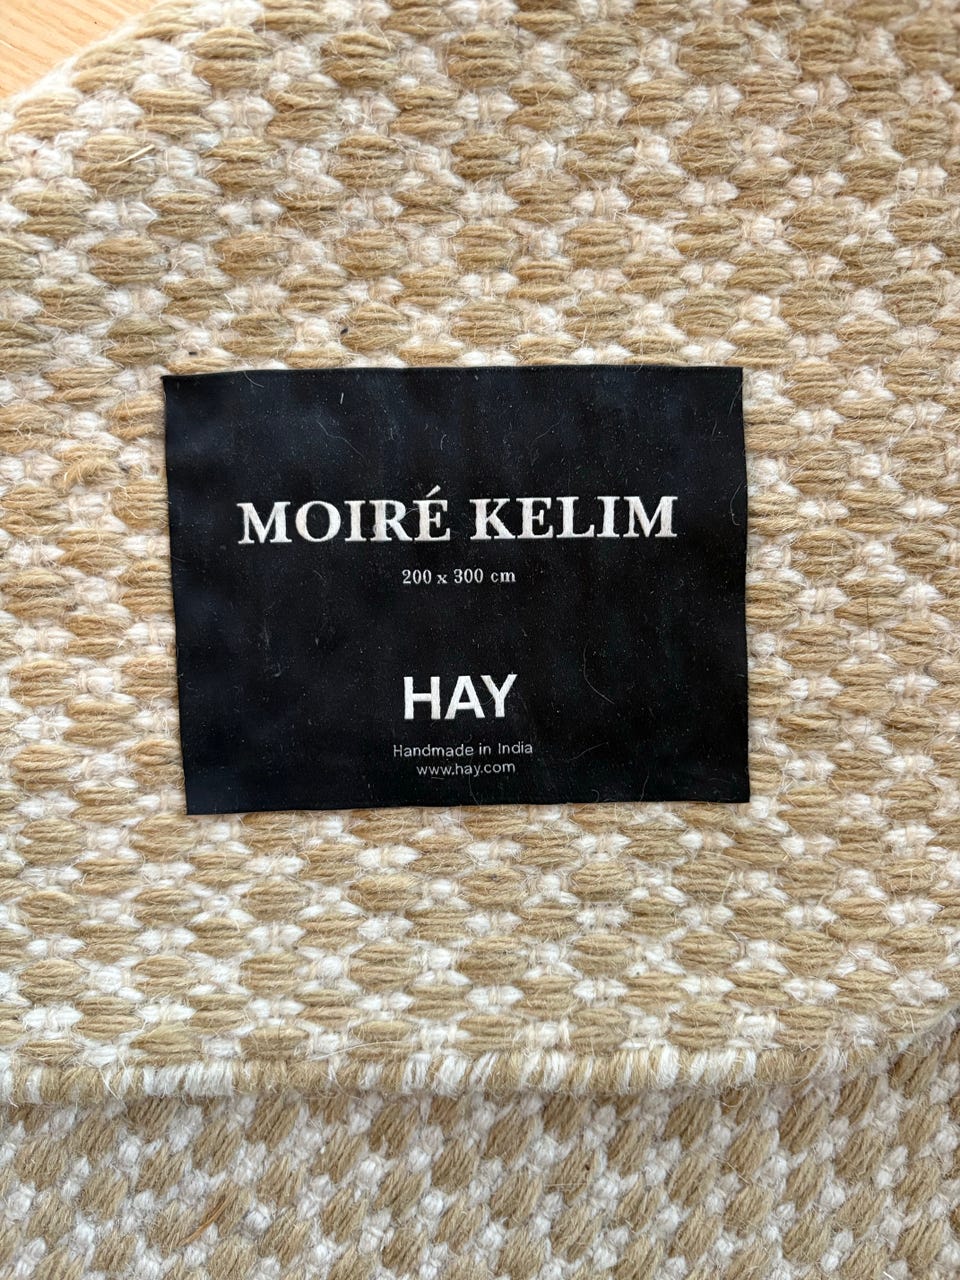 MOIRÉ KELIM
200 x 300 cm
HAY
Handmade in India
www.hay.com